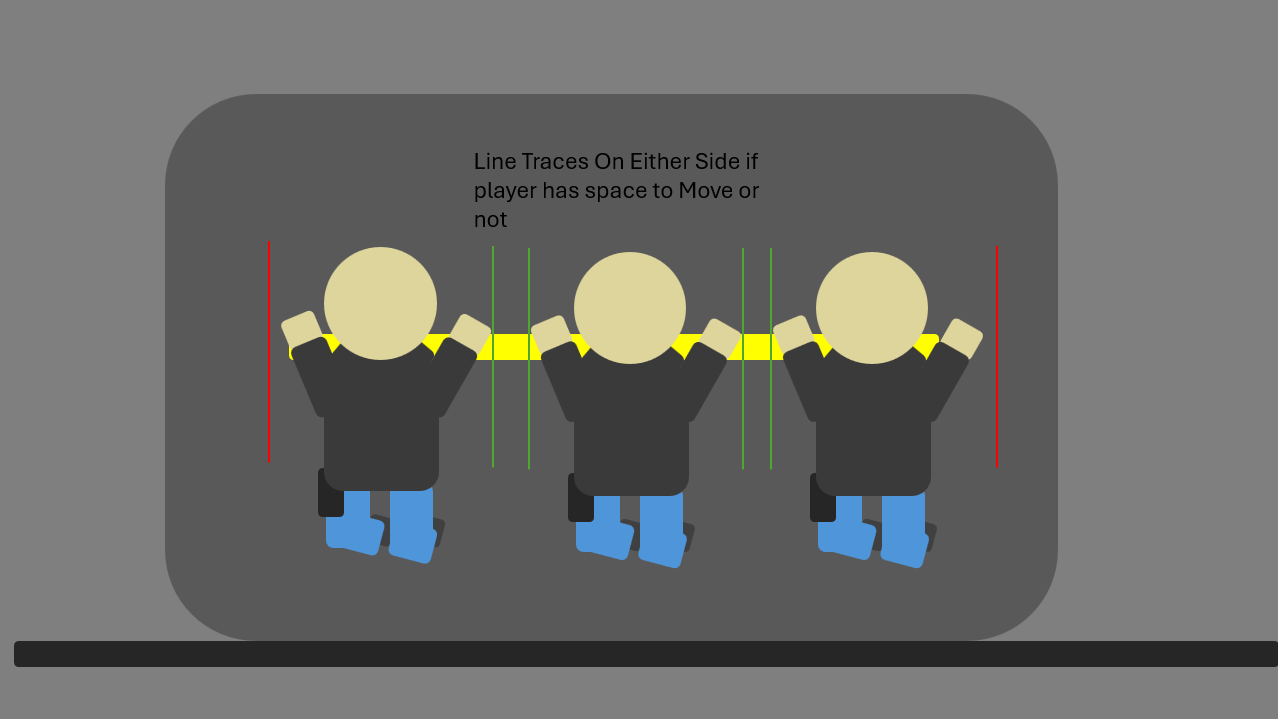 Line Traces On Either Side if
player has space to Move or
not